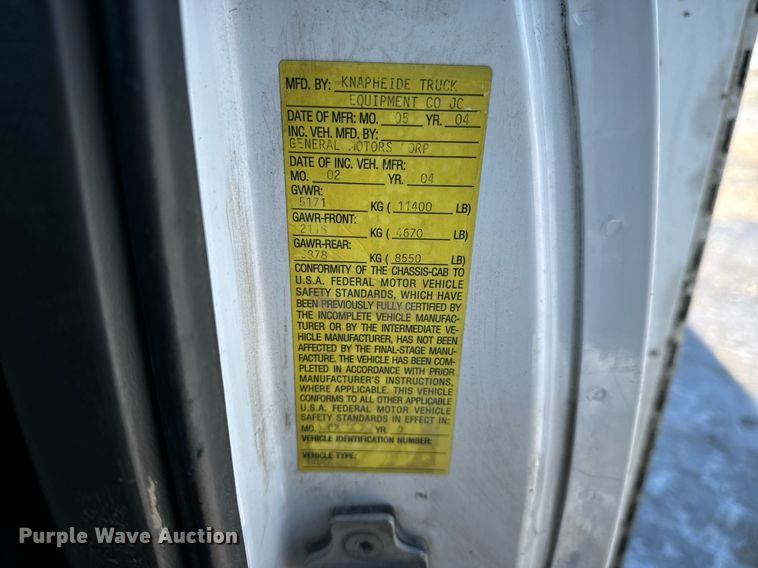 MFD. BY: KNAPHEIDE TRUCK
EQUIPMENT CO JC
DATE OF MFR: MO. 05 YR. 04
INC. VEH. MFD. BY:
GENERAL MOTORS CORP
DATE OF INC. VEH. MFR:
MO. 02 YR. 04
GVWR:
5171 KG ( 11400 LB)
GAWR-FRONT:
KG ( 4670 LB)
GAWR-REAR:
KG ( 8550 LB)
CONFORMITY OF THE CHASSIS-CAB TO
U.S.A. FEDERAL MOTOR VEHICLE
SAFETY STANDARDS, WHICH HAVE
BEEN PREVIOUSLY FULLY CERTIFIED BY
THE INCOMPLETE VEHICLE MANUFAC-
TURER OR BY THE INTERMEDIATE VE-
HICLE MANUFACTURER, HAS NOT BEEN
AFFECTED BY THE FINAL-STAGE MANU-
FACTURE. THE VEHICLE HAS BEEN COM-
PLETED IN ACCORDANCE WITH PRIOR
MANUFACTURER'S INSTRUCTIONS,
WHERE APPLICABLE. THIS VEHICLE
CONFORMS TO ALL OTHER APPLICABLE
U.S.A. FEDERAL MOTOR VEHICLE
SAFETY STANDARDS IN EFFECT IN:
MO. YR.
VEHICLE IDENTIFICATION NUMBER:
VEHICLE TYPE:
Purple Wave Auction